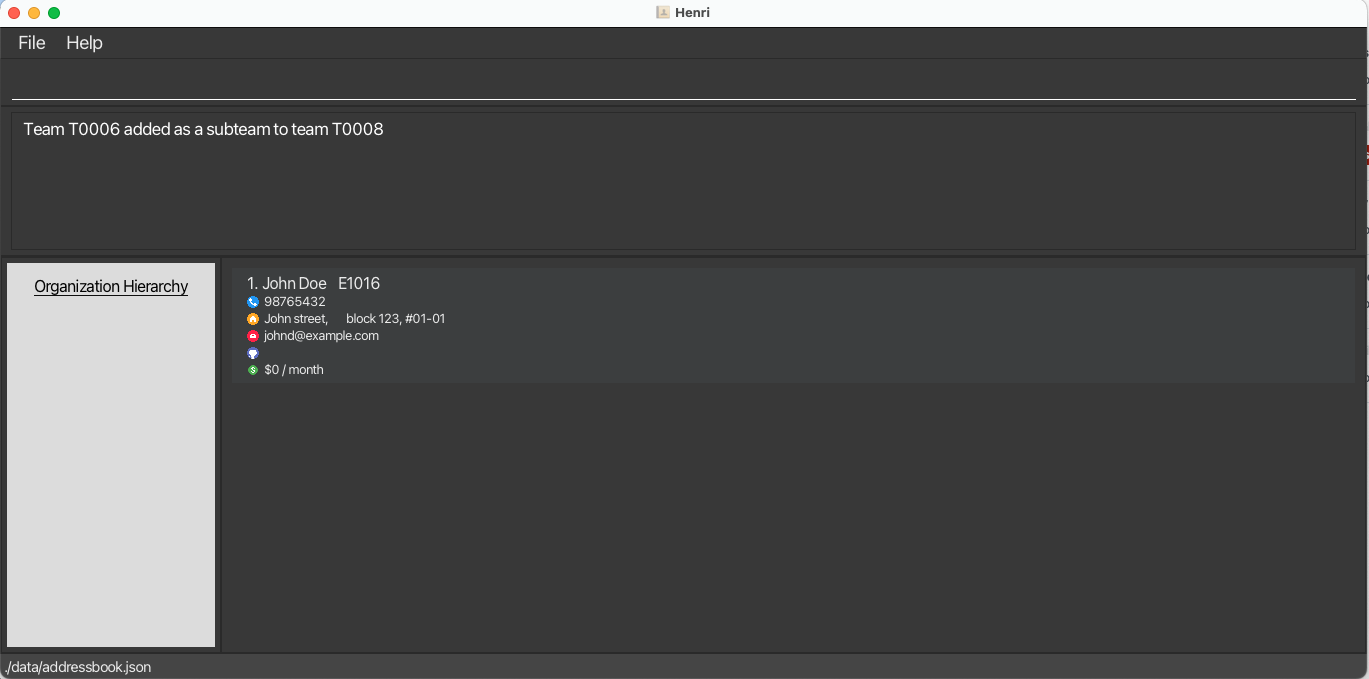 Henri
File Help
Team T0006 added as a subteam to team T0008
Organization Hierarchy
1. John Doe E1016
98765432
John street, block 123, #01-01
johnd@example.com
$0 / month
./data/addressbook.json